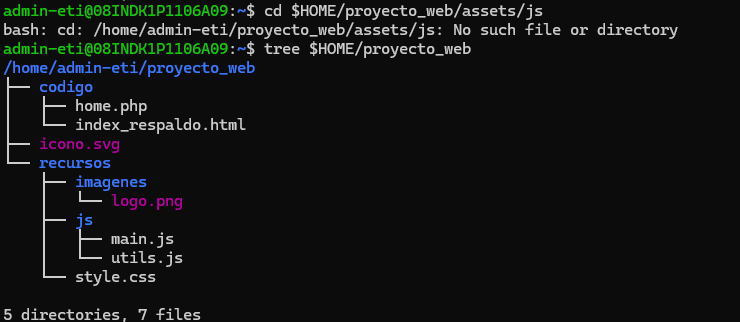 admin-eti@08INDK1P1106A09:~$ cd $HOME/proyecto_web/assets/js
bash: cd: /home/admin-eti/proyecto_web/assets/js: No such file or directory
admin-eti@08INDK1P1106A09:~$ tree $HOME/proyecto_web
/home/admin-eti/proyecto_web
├── codigo
│   ├── home.php
│   └── index_respaldo.html
├── icono.svg
└── recursos
    ├── imagenes
    │   └── logo.png
    ├── js
    │   ├── main.js
    │   └── utils.js
    └── style.css

5 directories, 7 files